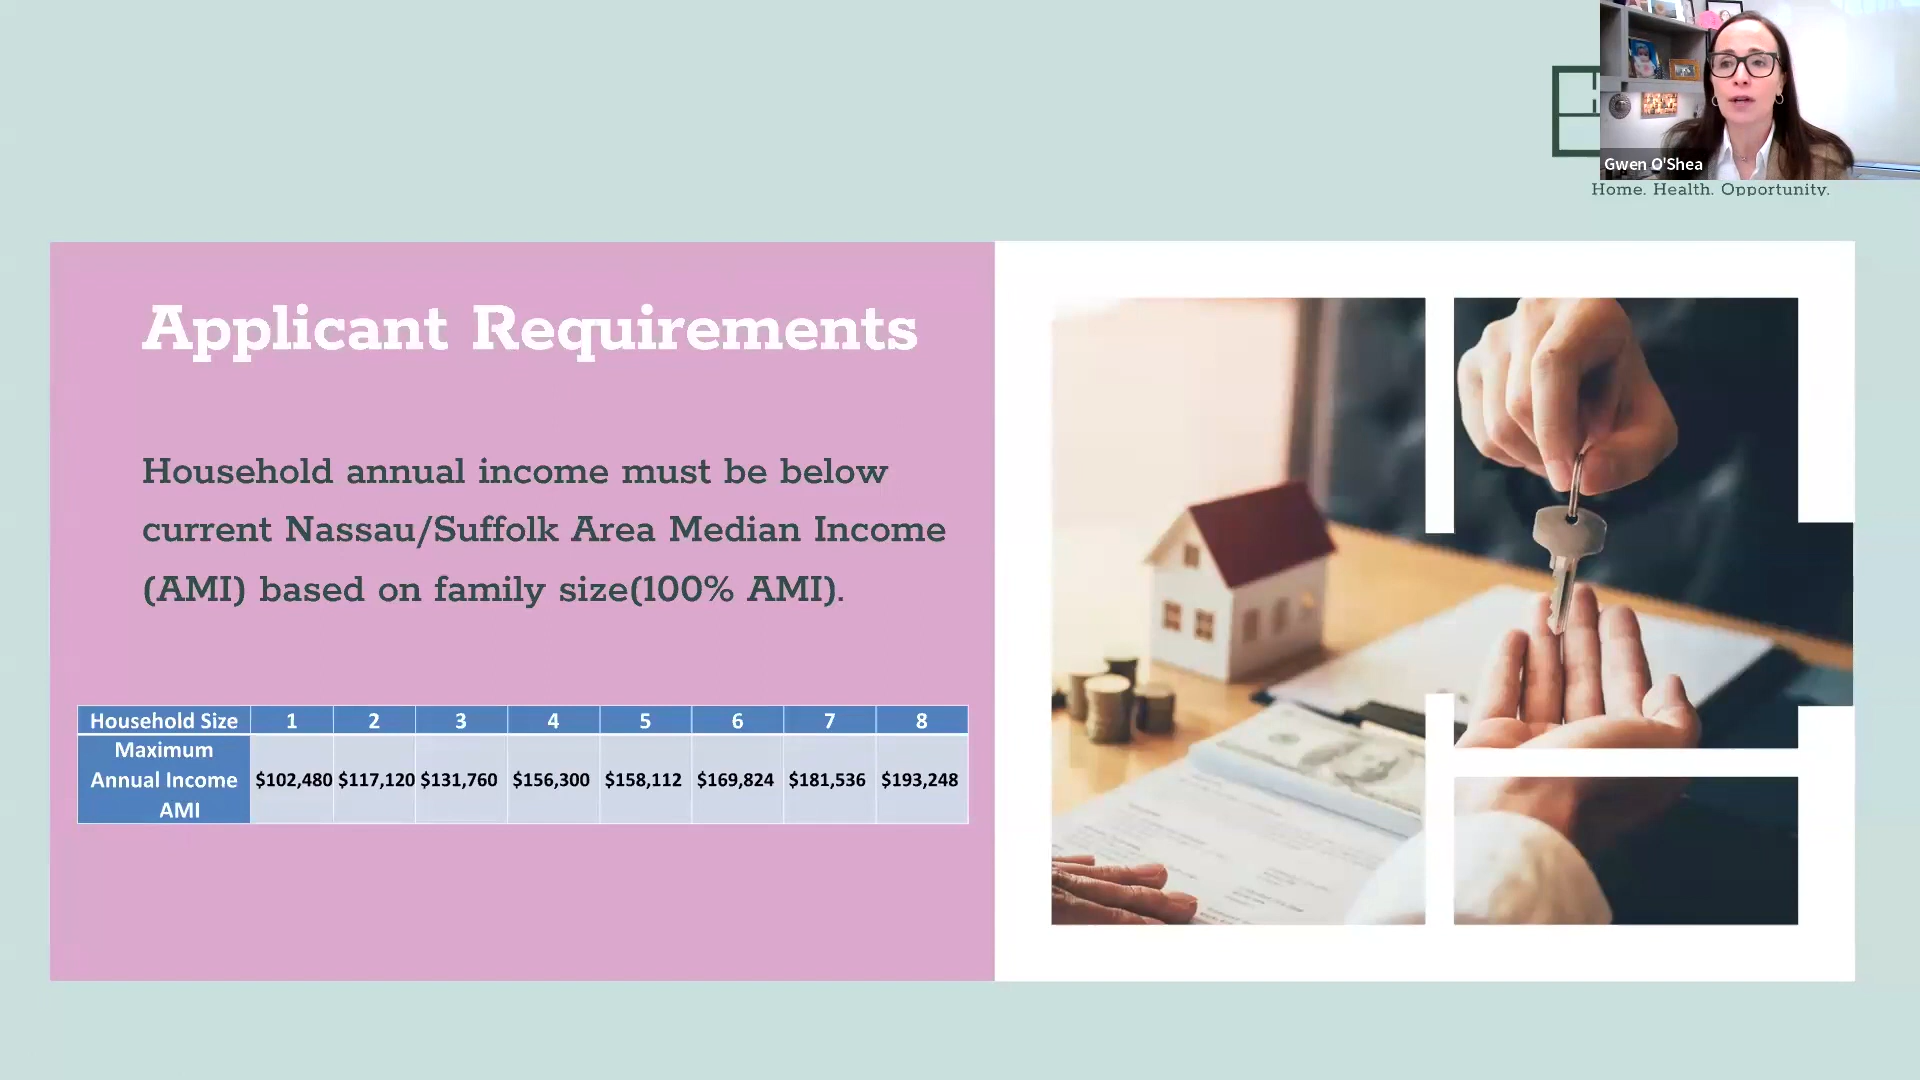 Gwen O'Shea
Home. Health. Opportunity.
Applicant Requirements
Household annual income must be below
current Nassau/Suffolk Area Median Income
(AMI) based on family size(100% AMI).
Household Size 1 2 3 4 5 6 7 8
Maximum
Annual Income $102,480 $117,120 $131,760 $156,300 $158,112 $169,824 $181,536 $193,248
AMI